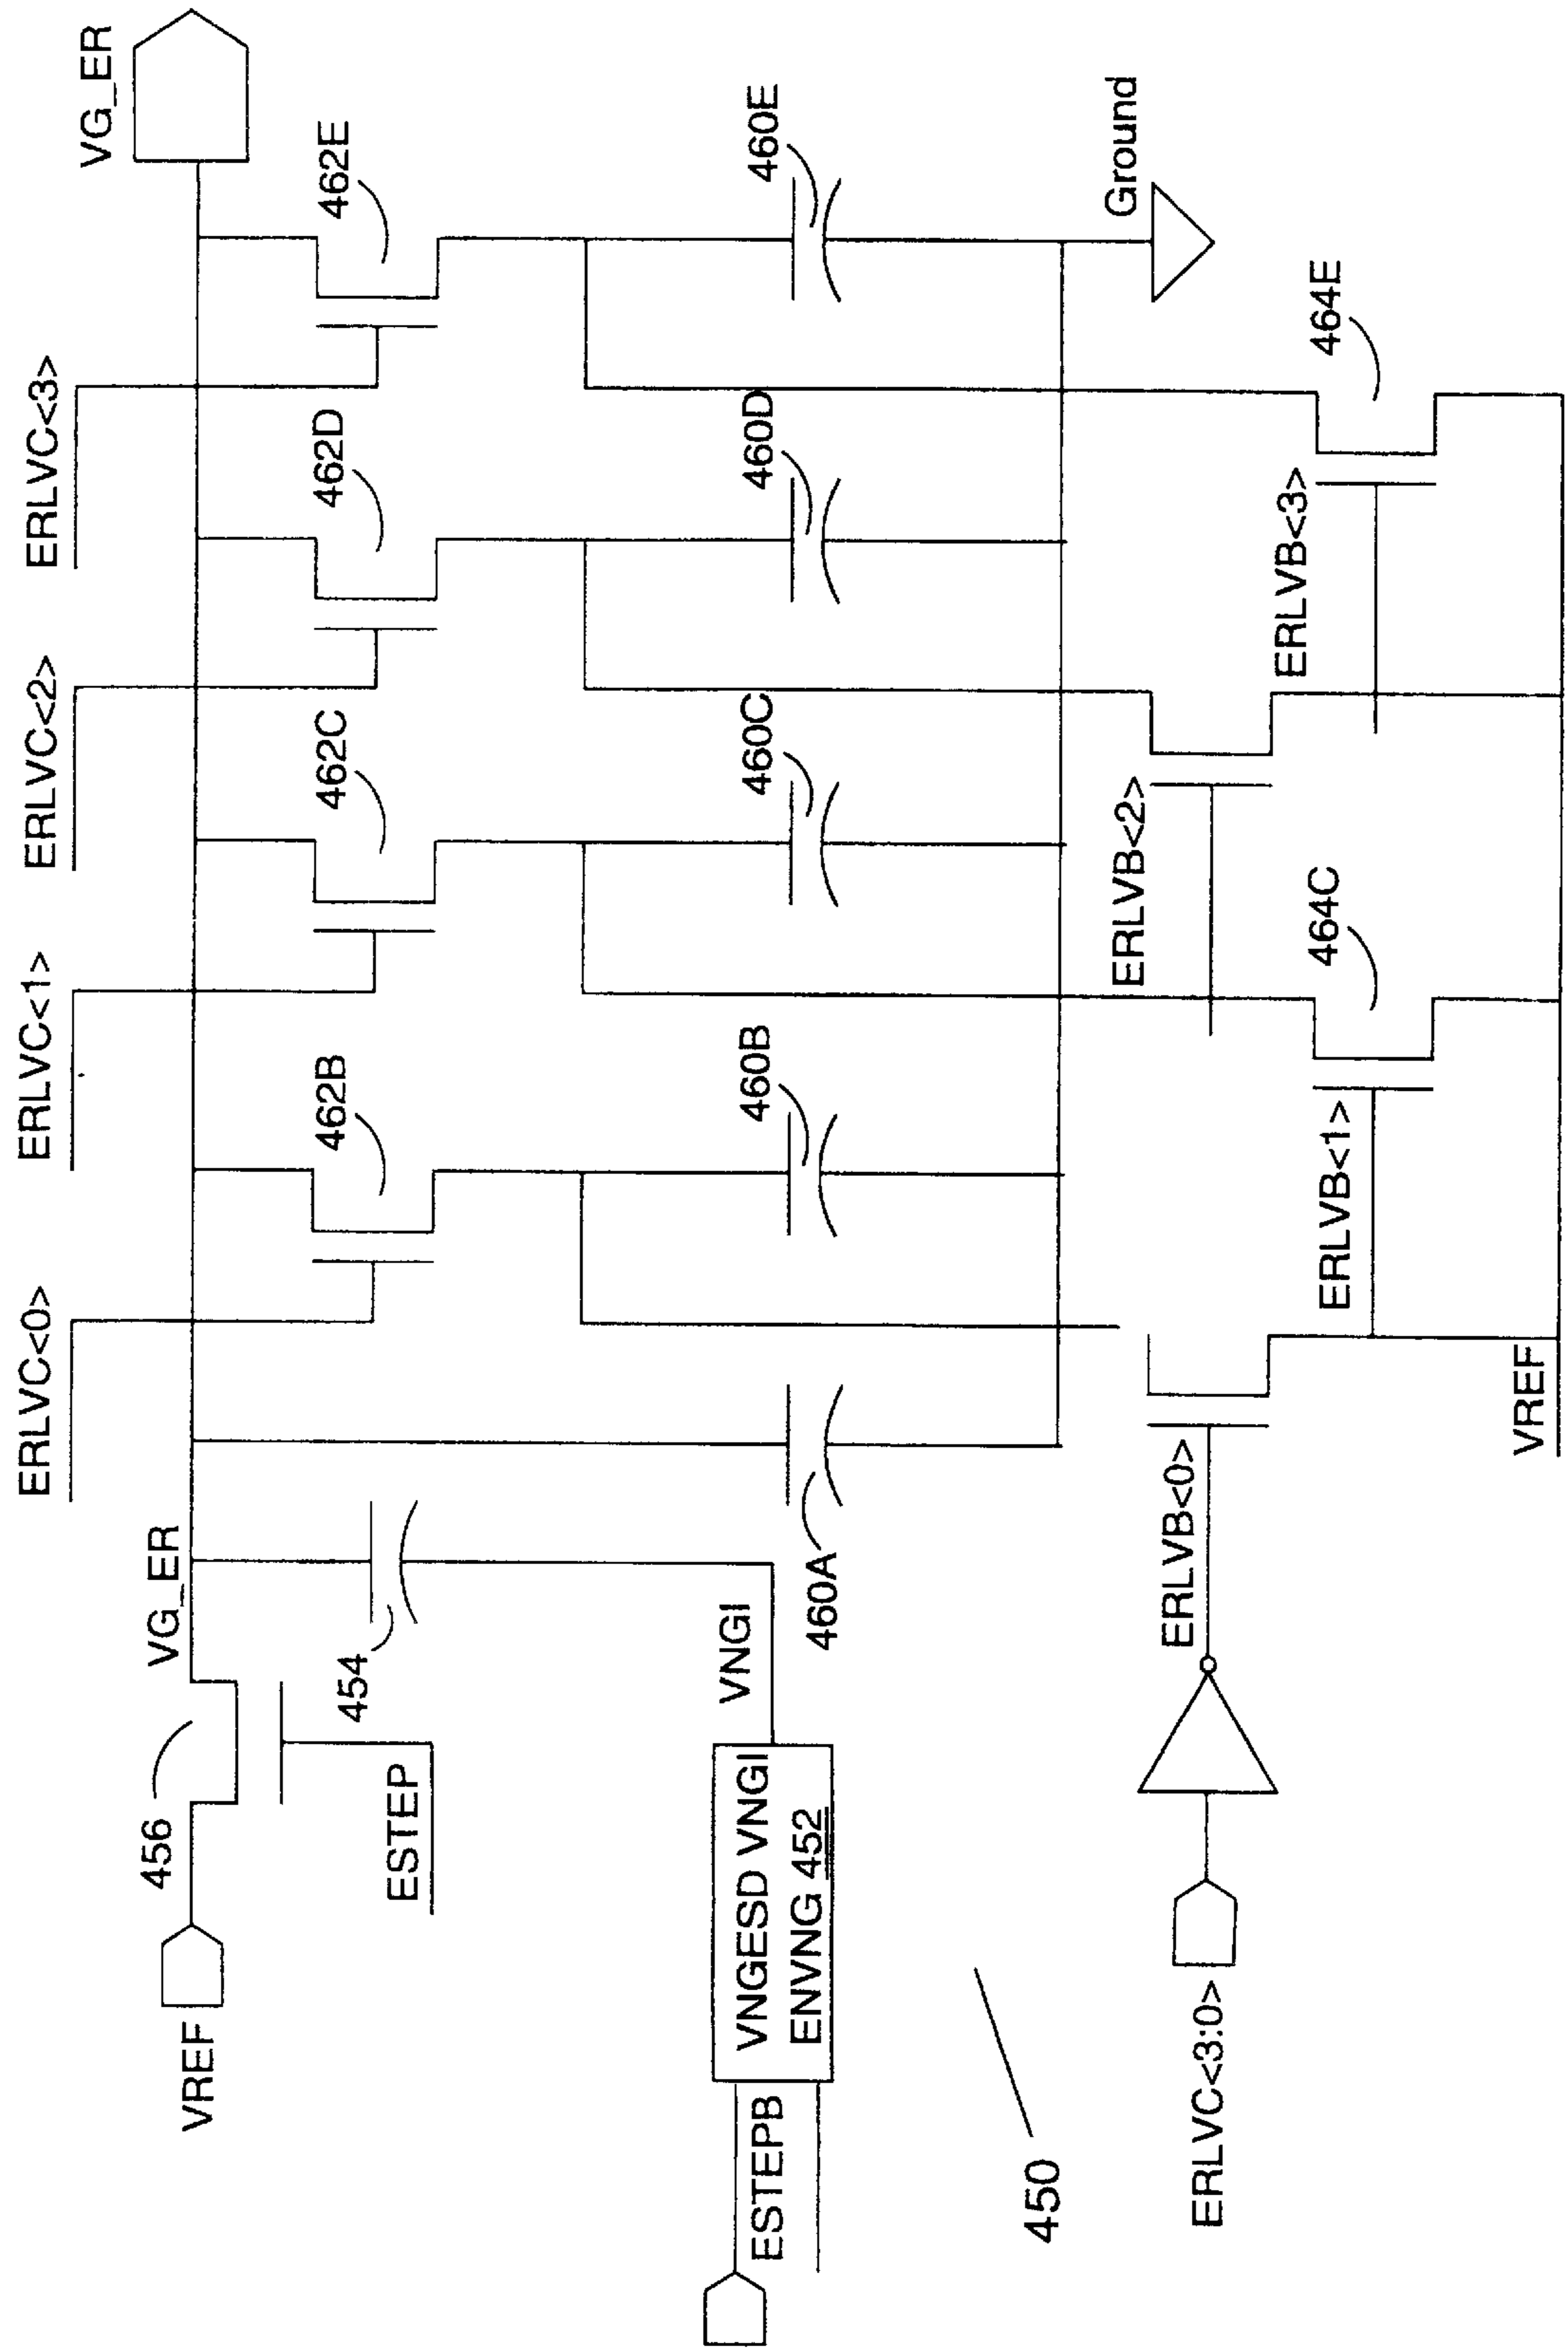 VG_ER
ERLVC<3>
ERLVC<2>
ERLVC<1>
ERLVC<0>
462E
462D
462C
462B
VG_ER
456
VREF
454
ESTEP
460E
460D
460C
460B
460A
VNGI
VNGESD VNGI
ENVNG 452
ESTEPB
Ground
450
ERLVB<2>
ERLVB<0>
ERLVC<3:0>
464E
ERLVB<3>
464C
ERLVB<1>
VREF